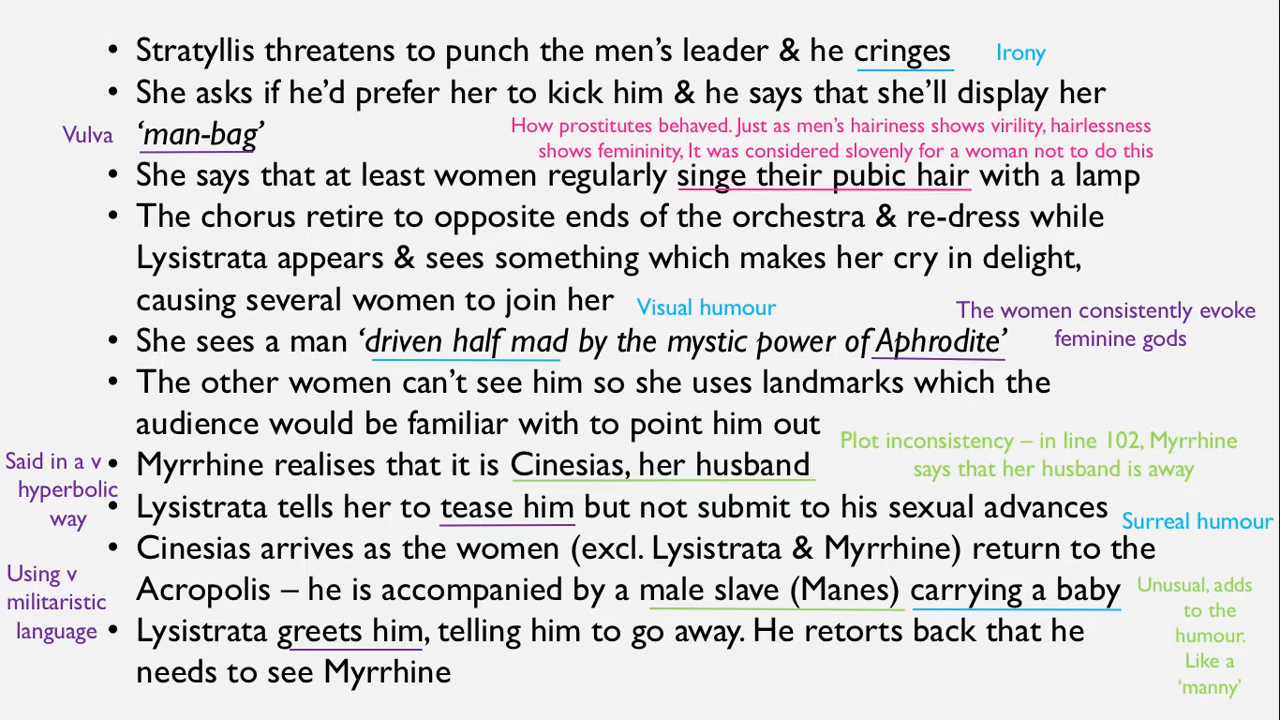 • Stratyllis threatens to punch the men's leader & he cringes
Irony
• She asks if he'd prefer her to kick him & he says that she'll display her
Vulva
'man-bag'
How prostitutes behaved. Just as men's hairiness shows virility, hairlessness
shows femininity, It was considered slovenly for a woman not to do this
• She says that at least women regularly singe their pubic hair with a lamp
• The chorus retire to opposite ends of the orchestra & re-dress while
Lysistrata appears & sees something which makes her cry in delight,
causing several women to join her
Visual humour
The women consistently evoke
feminine gods
• She sees a man 'driven half mad by the mystic power of Aphrodite'
• The other women can't see him so she uses landmarks which the
audience would be familiar with to point him out
Plot inconsistency – in line 102, Myrrhine
says that her husband is away
• Myrrhine realises that it is Cinesias, her husband
Said in a v
hyperbolic
way
• Lysistrata tells her to tease him but not submit to his sexual advances
Surreal humour
• Cinesias arrives as the women (excl. Lysistrata & Myrrhine) return to the
Acropolis – he is accompanied by a male slave (Manes) carrying a baby
Unusual, adds
to the
humour.
Like a
'manny'
Using v
militaristic
language
• Lysistrata greets him, telling him to go away. He retorts back that he
needs to see Myrrhine